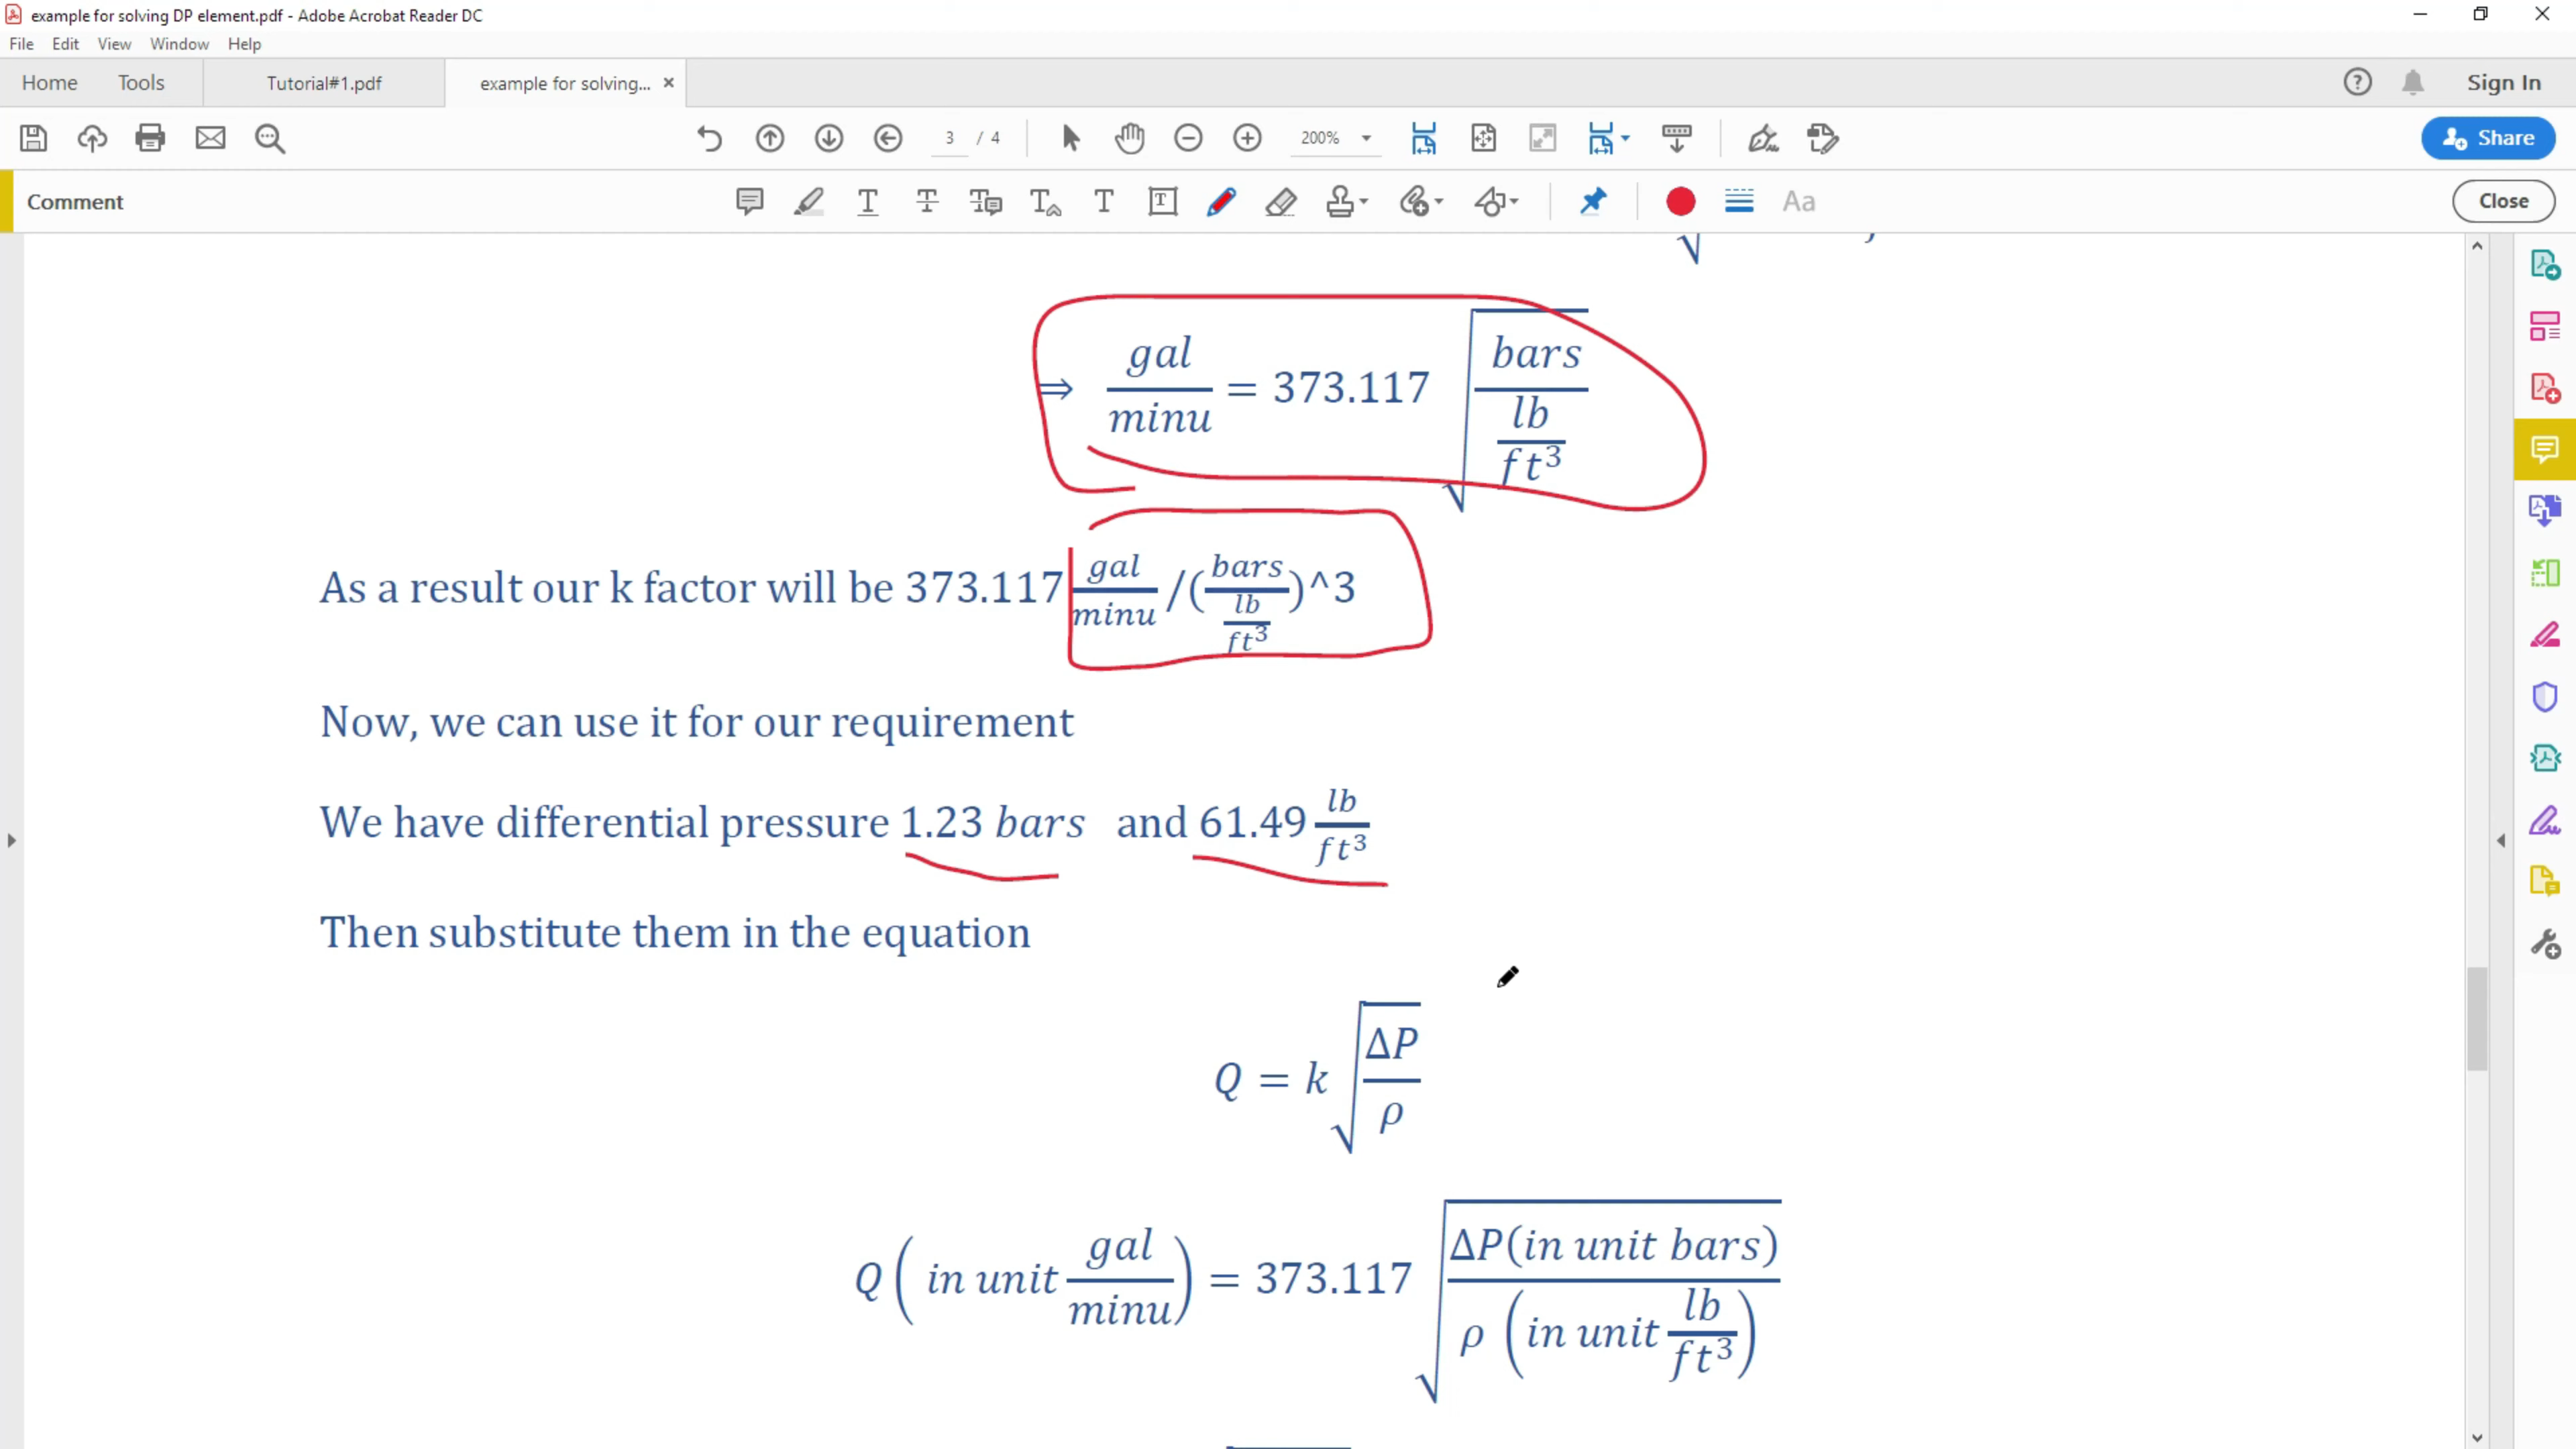 example for solving DP element.pdf - Adobe Acrobat Reader DC
File Edit View Window Help
Home Tools Tutorial#1.pdf example for solving... × Sign In
3 / 4 200% Share
Comment Aa Close
⇒ gal/minu = 373.117 √(bars/(lb/ft³))
As a result our k factor will be 373.117 gal/minu /(bars/(lb/ft³))^3
Now, we can use it for our requirement
We have differential pressure 1.23 bars and 61.49 lb/ft³
Then substitute them in the equation
Q = k √(ΔP/ρ)
Q ( in unit gal/minu ) = 373.117 √(ΔP(in unit bars)/ρ (in unit lb/ft³))